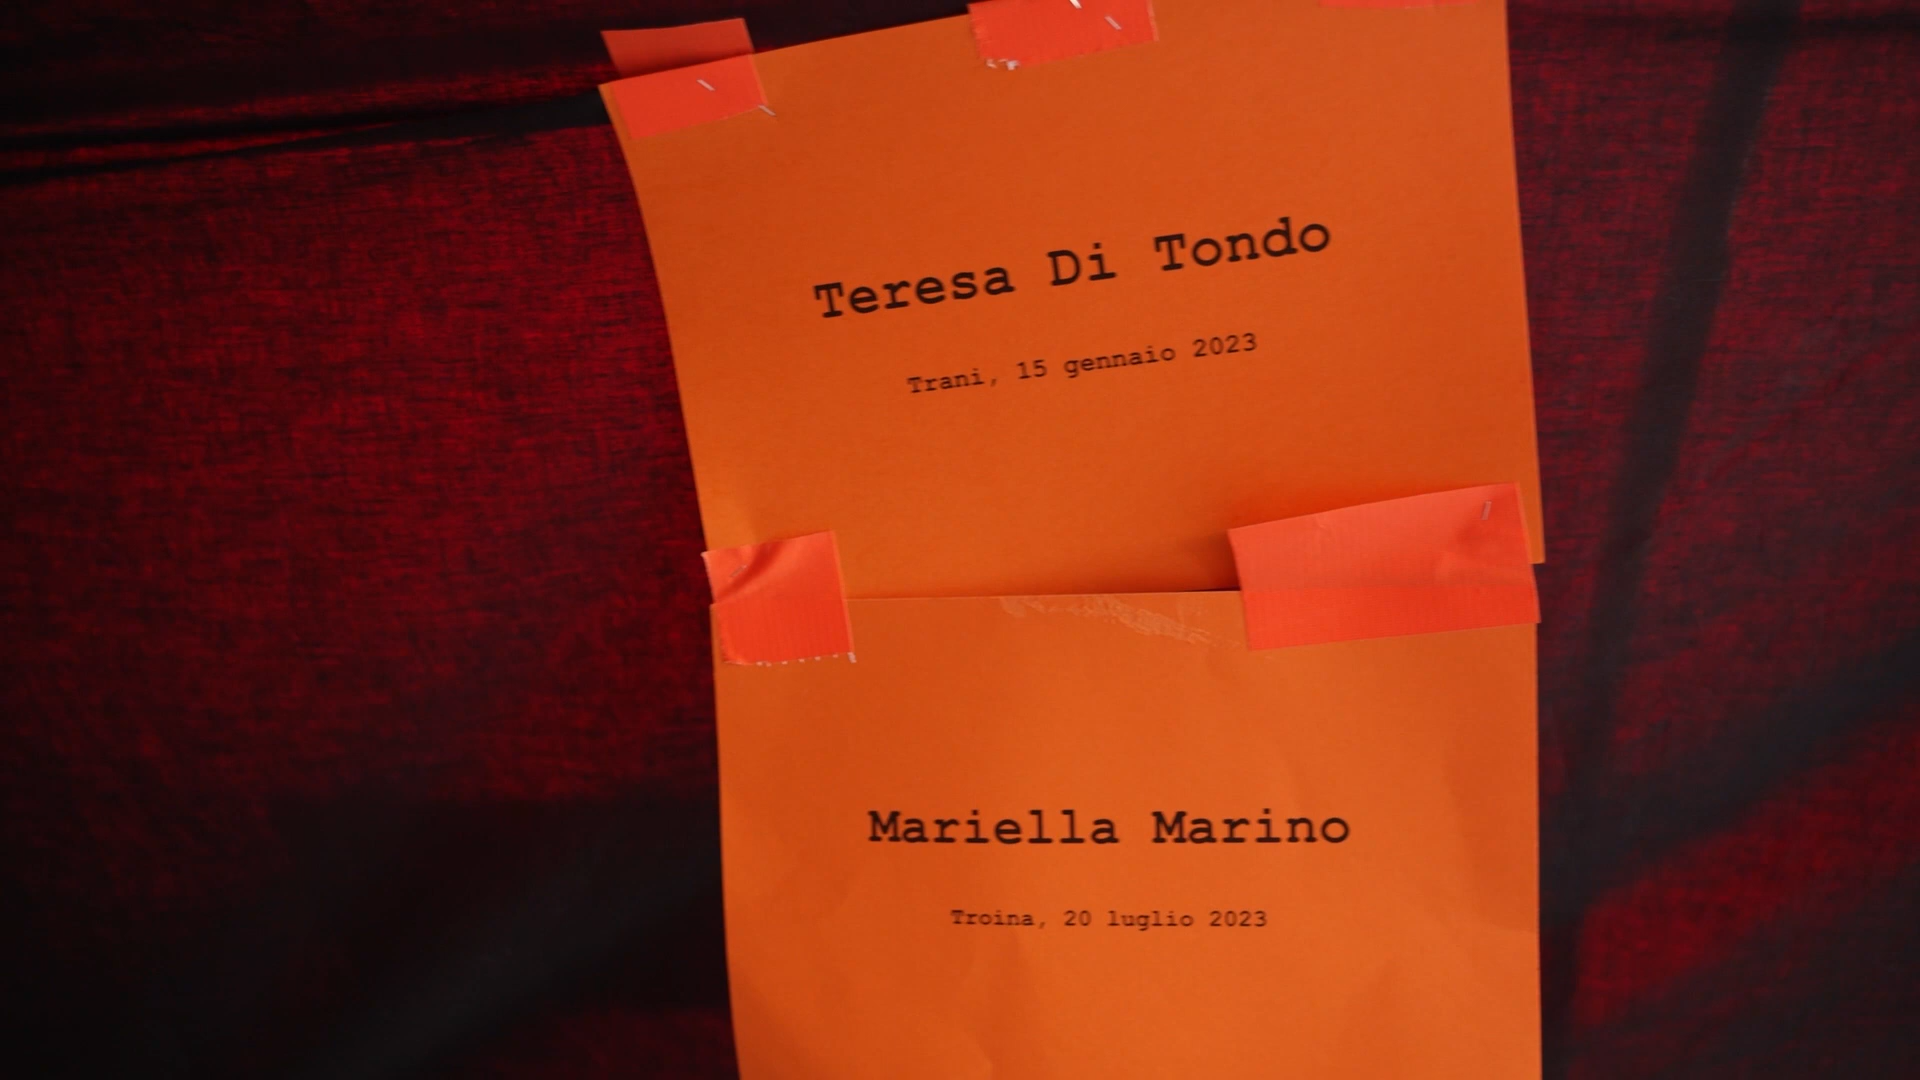 Teresa Di Tondo
Trani, 15 gennaio 2023
Mariella Marino
Troina, 20 luglio 2023